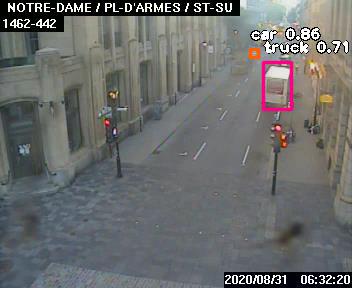 NOTRE-DAME / PL-D'ARMES / ST-SU
1462-442
car 0.86
truck 0.71
2020/08/31 06:32:20